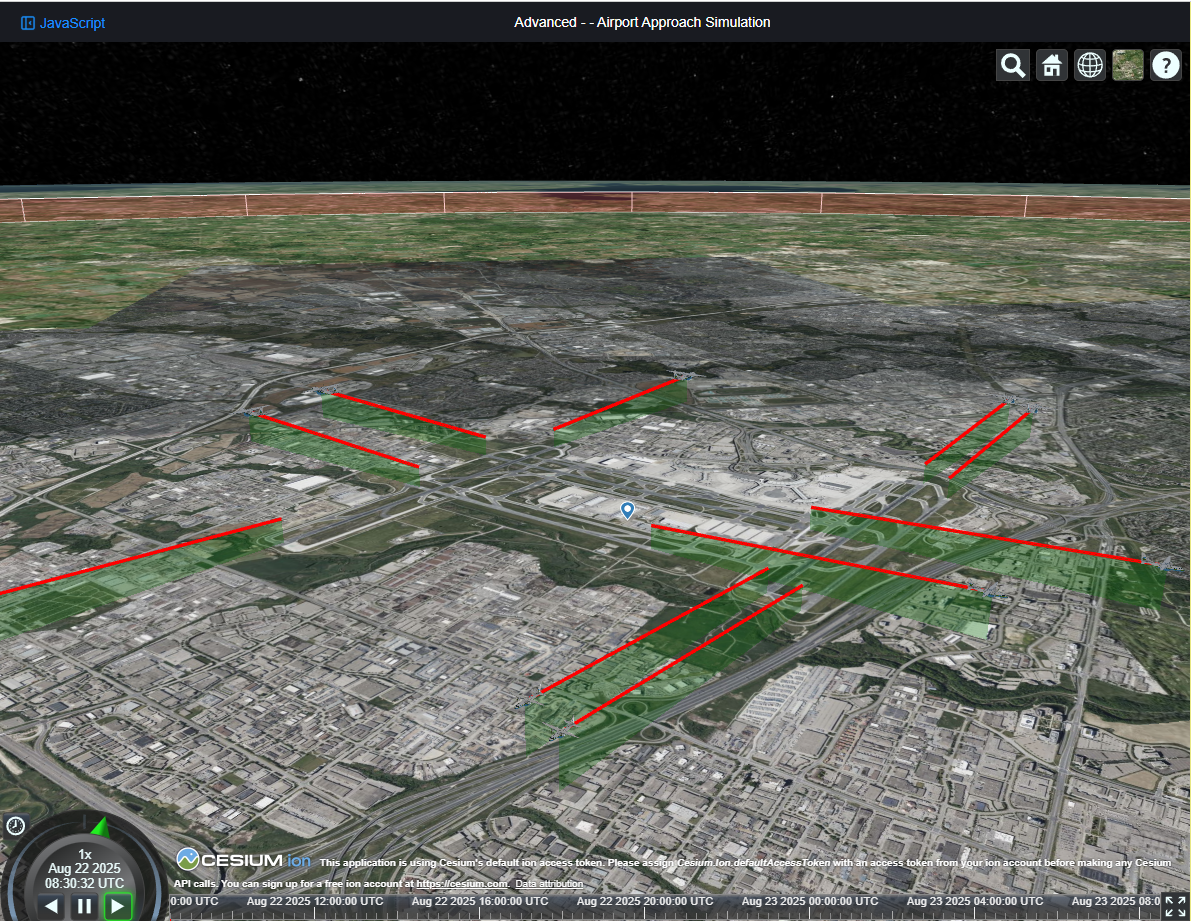 JavaScript
Advanced - - Airport Approach Simulation
?
1x
Aug 22 2025
08:30:32 UTC
CESIUM ion This application is using Cesium's default ion access token. Please assign Cesium.Ion.defaultAccessToken with an access token from your ion account before making any Cesium
API calls. You can sign up for a free ion account at https://cesium.com. Data attribution
0:00 UTC Aug 22 2025 12:00:00 UTC Aug 22 2025 16:00:00 UTC Aug 22 2025 20:00:00 UTC Aug 23 2025 00:00:00 UTC Aug 23 2025 04:00:00 UTC Aug 23 2025 08:0